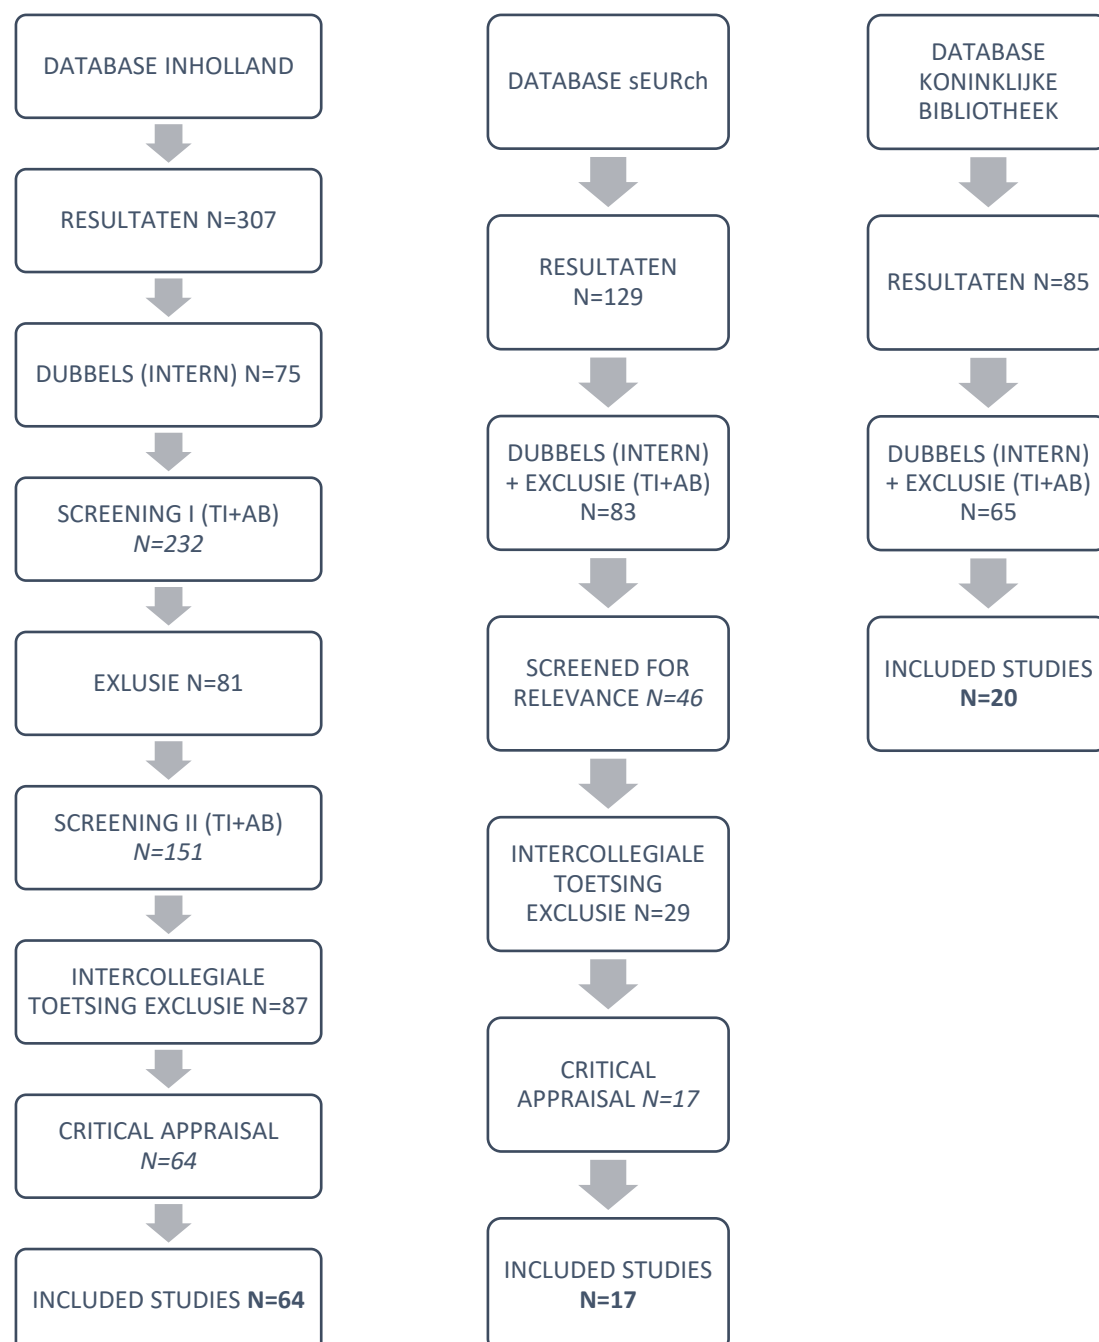 DATABASE INHOLLAND
RESULTATEN N=307
DUBBELS (INTERN) N=75
SCREENING I (TI+AB)
N=232
EXLUSIE N=81
SCREENING II (TI+AB)
N=151
INTERCOLLEGIALE
TOETSING EXCLUSIE N=87
CRITICAL APPRAISAL
N=64
INCLUDED STUDIES N=64
DATABASE sEURch
RESULTATEN
N=129
DUBBELS (INTERN)
+ EXCLUSIE (TI+AB)
N=83
SCREENED FOR
RELEVANCE N=46
INTERCOLLEGIALE
TOETSING
EXCLUSIE N=29
CRITICAL
APPRAISAL N=17
INCLUDED STUDIES
N=17
DATABASE
KONINKLIJKE
BIBLIOTHEEK
RESULTATEN N=85
DUBBELS (INTERN)
+ EXCLUSIE (TI+AB)
N=65
INCLUDED STUDIES
N=20